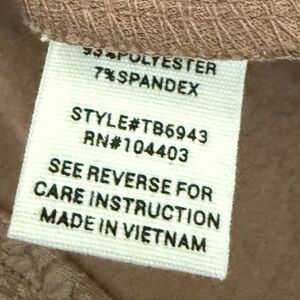 93%POLYESTER
7%SPANDEX
STYLE#TB6943
RN#104403
SEE REVERSE FOR
CARE INSTRUCTION
MADE IN VIETNAM